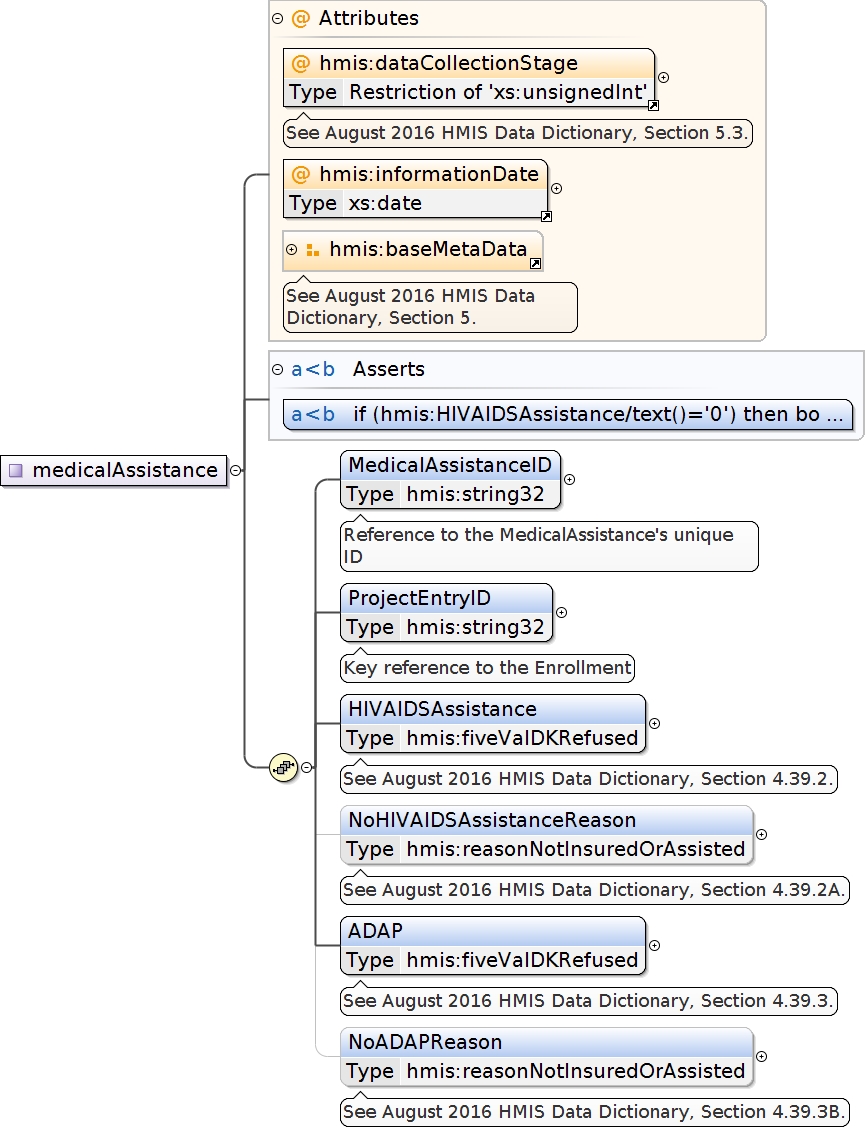 Attributes
@ hmis:dataCollectionStage
Type Restriction of 'xs:unsignedInt'
See August 2016 HMIS Data Dictionary, Section 5.3.
@ hmis:informationDate
Type xs:date
hmis:baseMetaData
See August 2016 HMIS Data
Dictionary, Section 5.
a<b Asserts
a<b if (hmis:HIVAIDSAssistance/text()='0') then bo ...
medicalAssistance
MedicalAssistanceID
Type hmis:string32
Reference to the MedicalAssistance's unique
ID
ProjectEntryID
Type hmis:string32
Key reference to the Enrollment
HIVAIDSAssistance
Type hmis:fiveValDKRefused
See August 2016 HMIS Data Dictionary, Section 4.39.2.
NoHIVAIDSAssistanceReason
Type hmis:reasonNotInsuredOrAssisted
See August 2016 HMIS Data Dictionary, Section 4.39.2A.
ADAP
Type hmis:fiveValDKRefused
See August 2016 HMIS Data Dictionary, Section 4.39.3.
NoADAPReason
Type hmis:reasonNotInsuredOrAssisted
See August 2016 HMIS Data Dictionary, Section 4.39.3B.